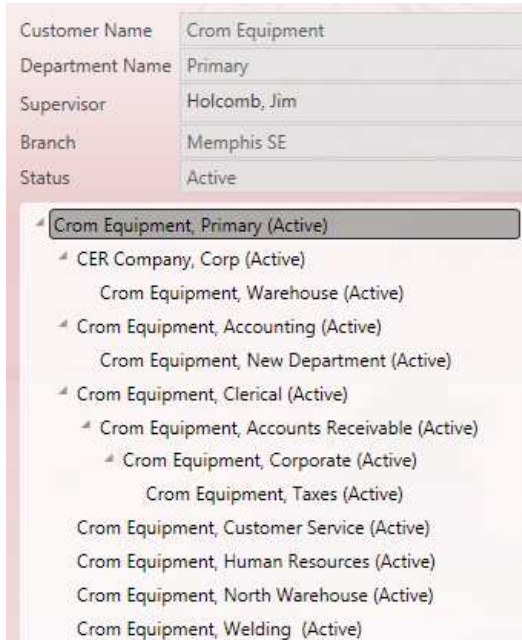 Customer Name Crom Equipment
Department Name Primary
Supervisor Holcomb, Jim
Branch Memphis SE
Status Active
Crom Equipment, Primary (Active)
CER Company, Corp (Active)
Crom Equipment, Warehouse (Active)
Crom Equipment, Accounting (Active)
Crom Equipment, New Department (Active)
Crom Equipment, Clerical (Active)
Crom Equipment, Accounts Receivable (Active)
Crom Equipment, Corporate (Active)
Crom Equipment, Taxes (Active)
Crom Equipment, Customer Service (Active)
Crom Equipment, Human Resources (Active)
Crom Equipment, North Warehouse (Active)
Crom Equipment, Welding (Active)